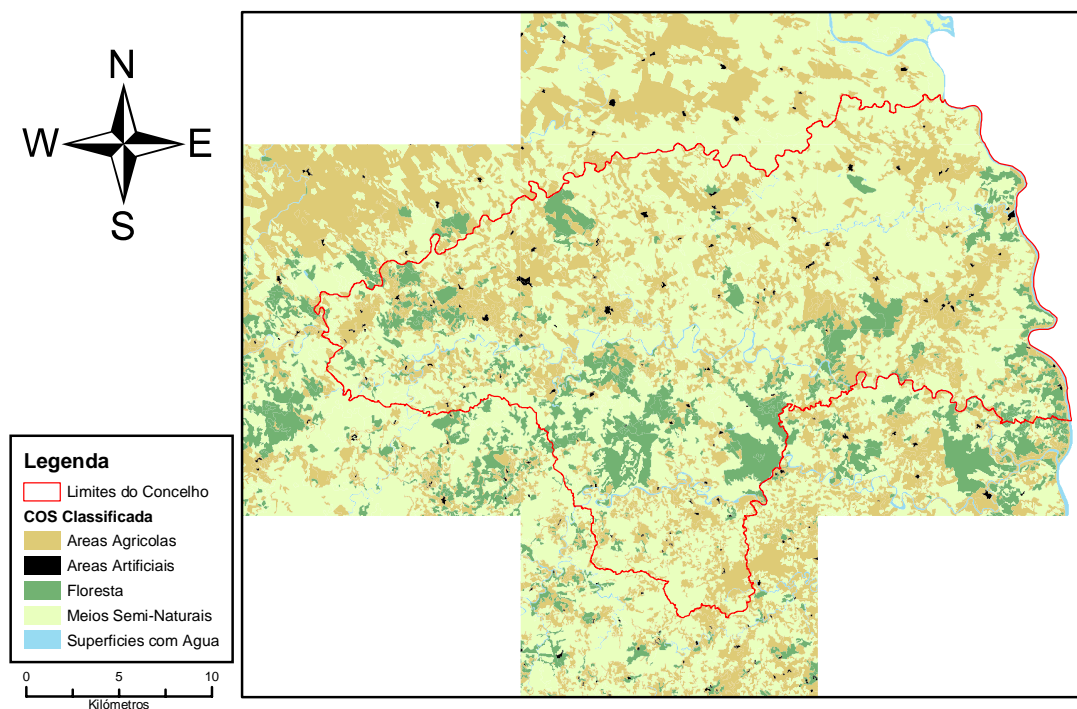 N
W E
S
Legenda
Limites do Concelho
COS Classificada
Areas Agricolas
Areas Artificiais
Floresta
Meios Semi-Naturais
Superficies com Agua
0 5 10
Kilómetros